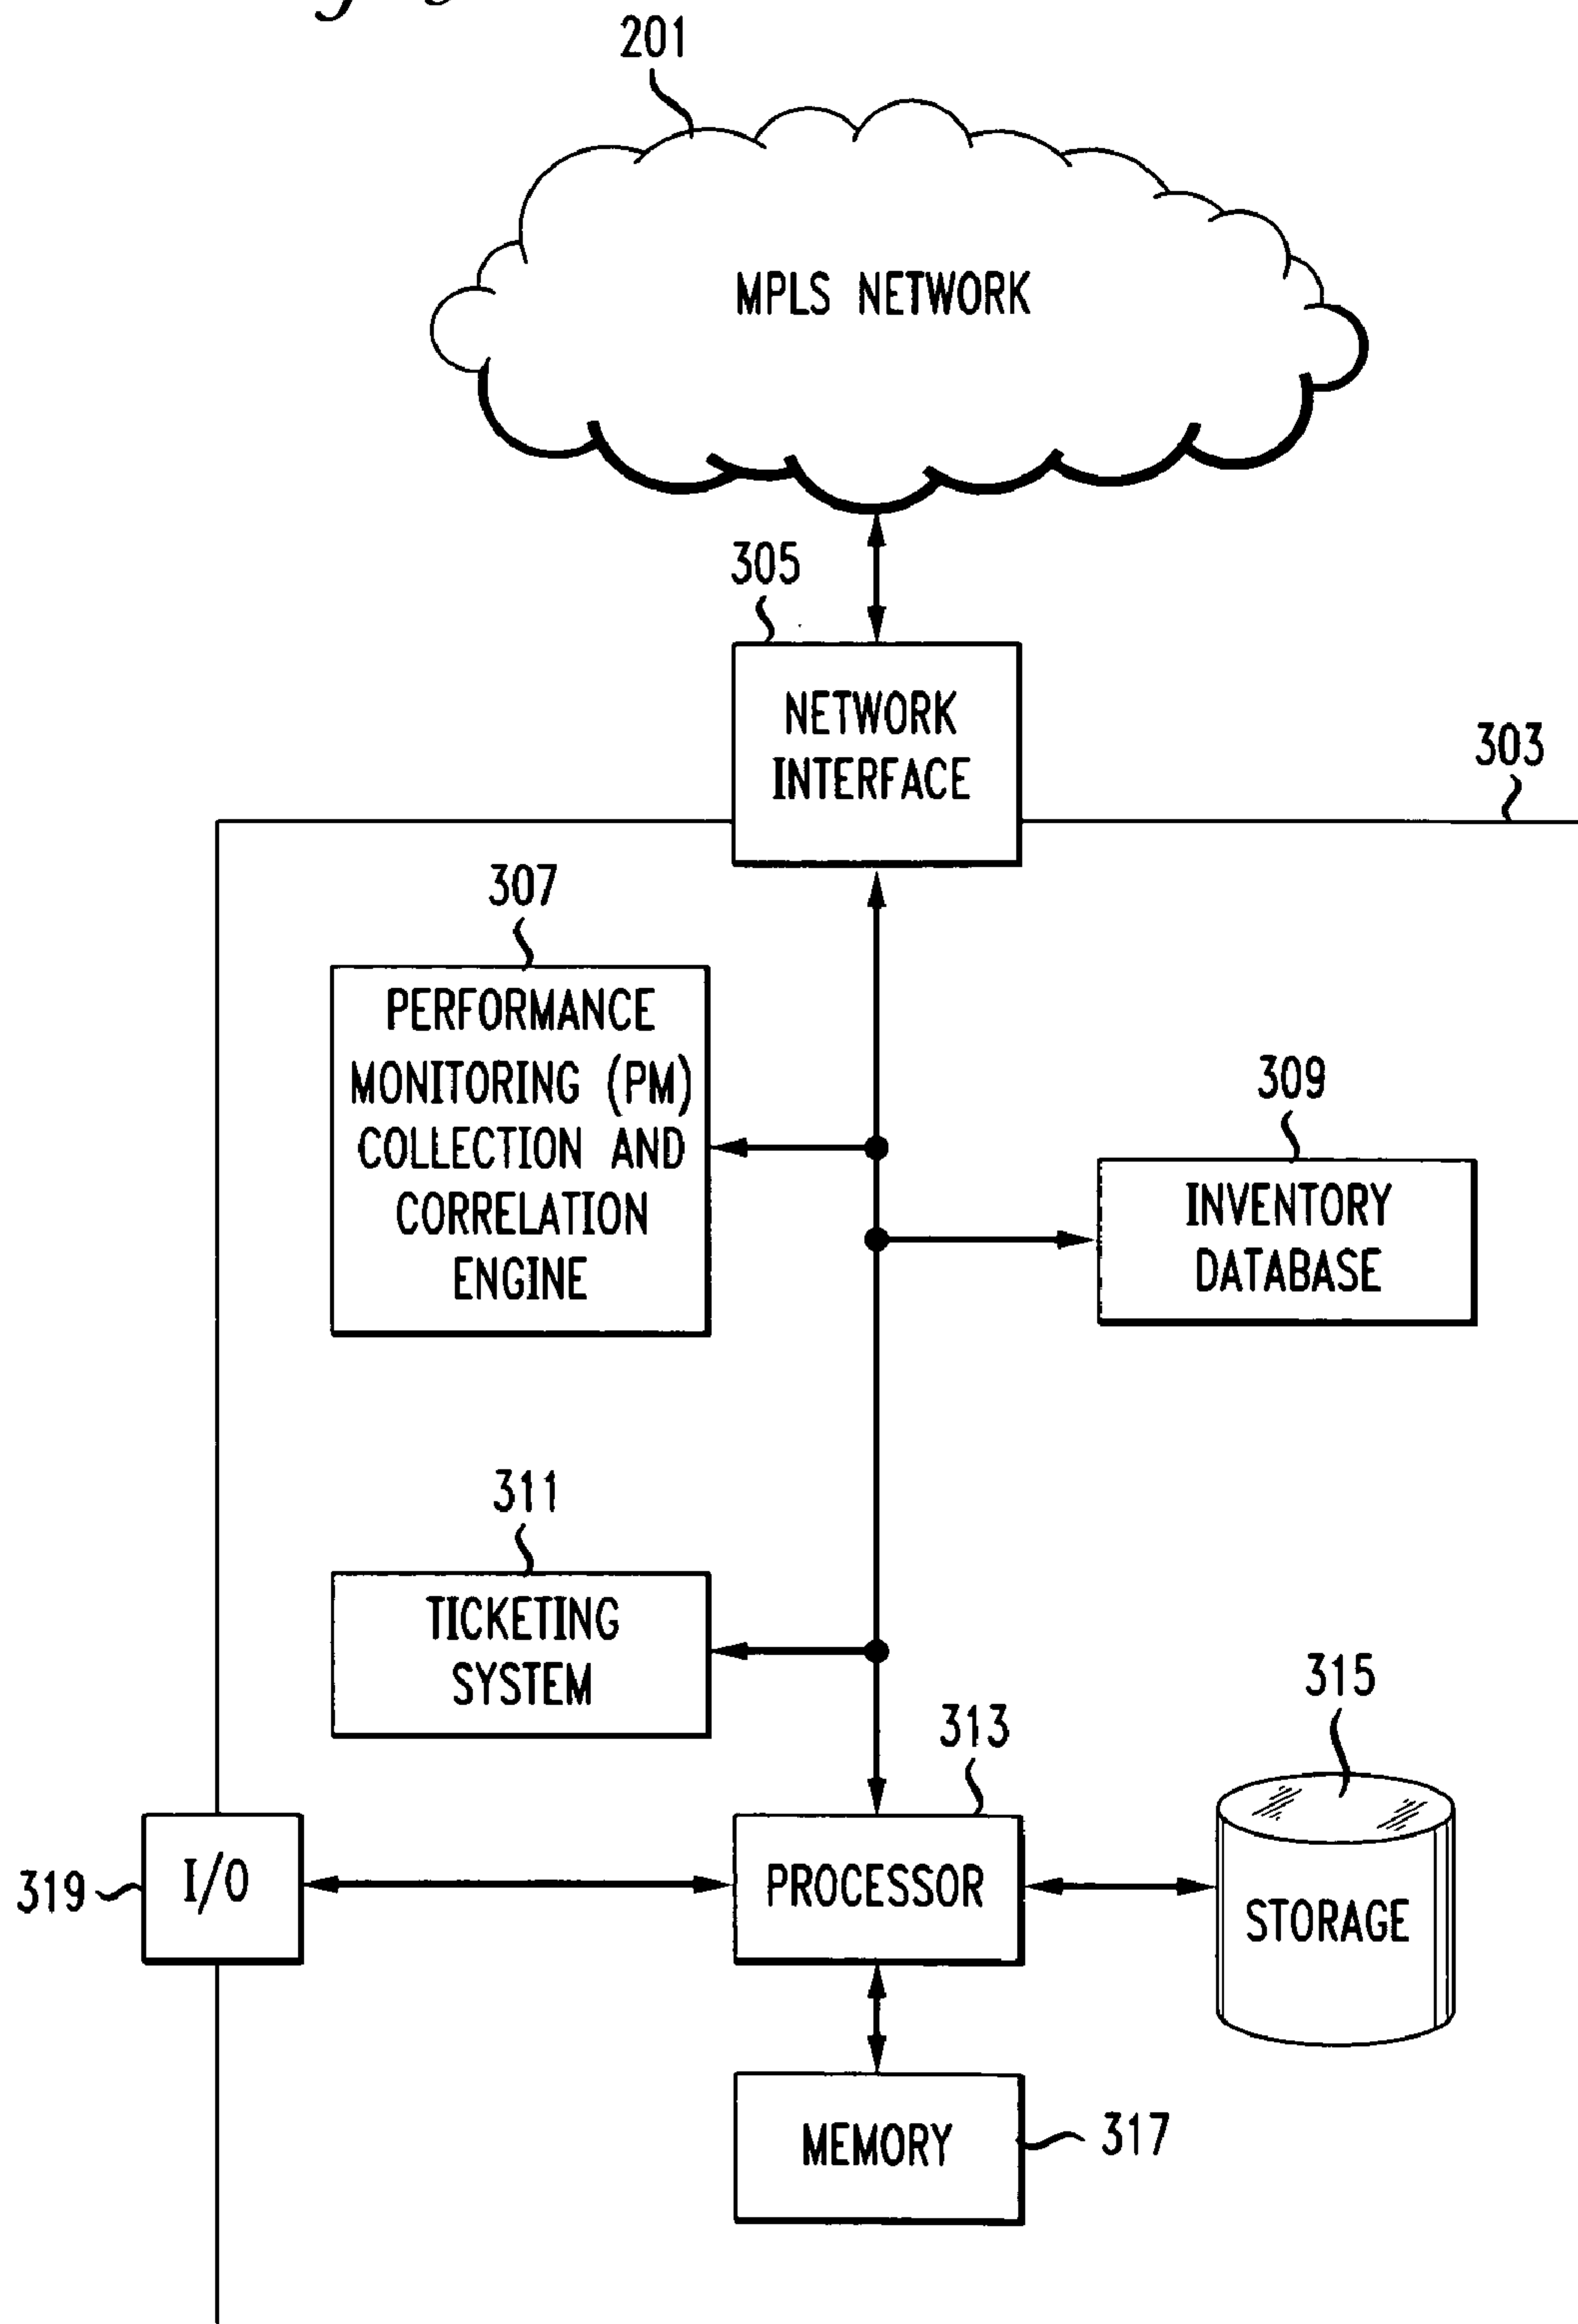 201
MPLS NETWORK
305
NETWORK
INTERFACE
303
307
PERFORMANCE
MONITORING (PM)
COLLECTION AND
CORRELATION
ENGINE
309
INVENTORY
DATABASE
311
TICKETING
SYSTEM
313
315
319
I/O
PROCESSOR
STORAGE
MEMORY
317